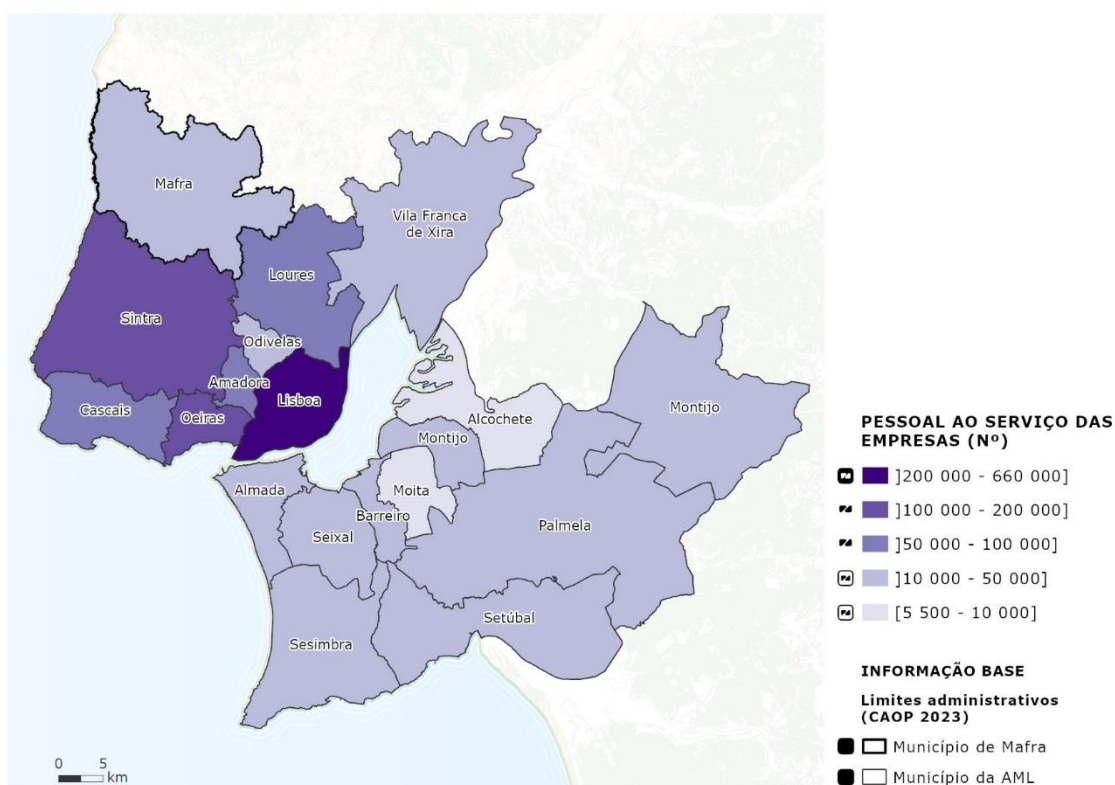 Mafra
Vila Franca
de Xira
Loures
Sintra
Odivelas
Amadora
Lisboa
Cascais
Oeiras
Montijo
Alcochete
Montijo
Almada
Moita
Barreiro
Seixal
Palmela
Setúbal
Sesimbra
0 5
km
PESSOAL AO SERVIÇO DAS
EMPRESAS (Nº)
]200 000 - 660 000]
]100 000 - 200 000]
]50 000 - 100 000]
]10 000 - 50 000]
[5 500 - 10 000]
INFORMAÇÃO BASE
Limites administrativos
(CAOP 2023)
Município de Mafra
Município da AML